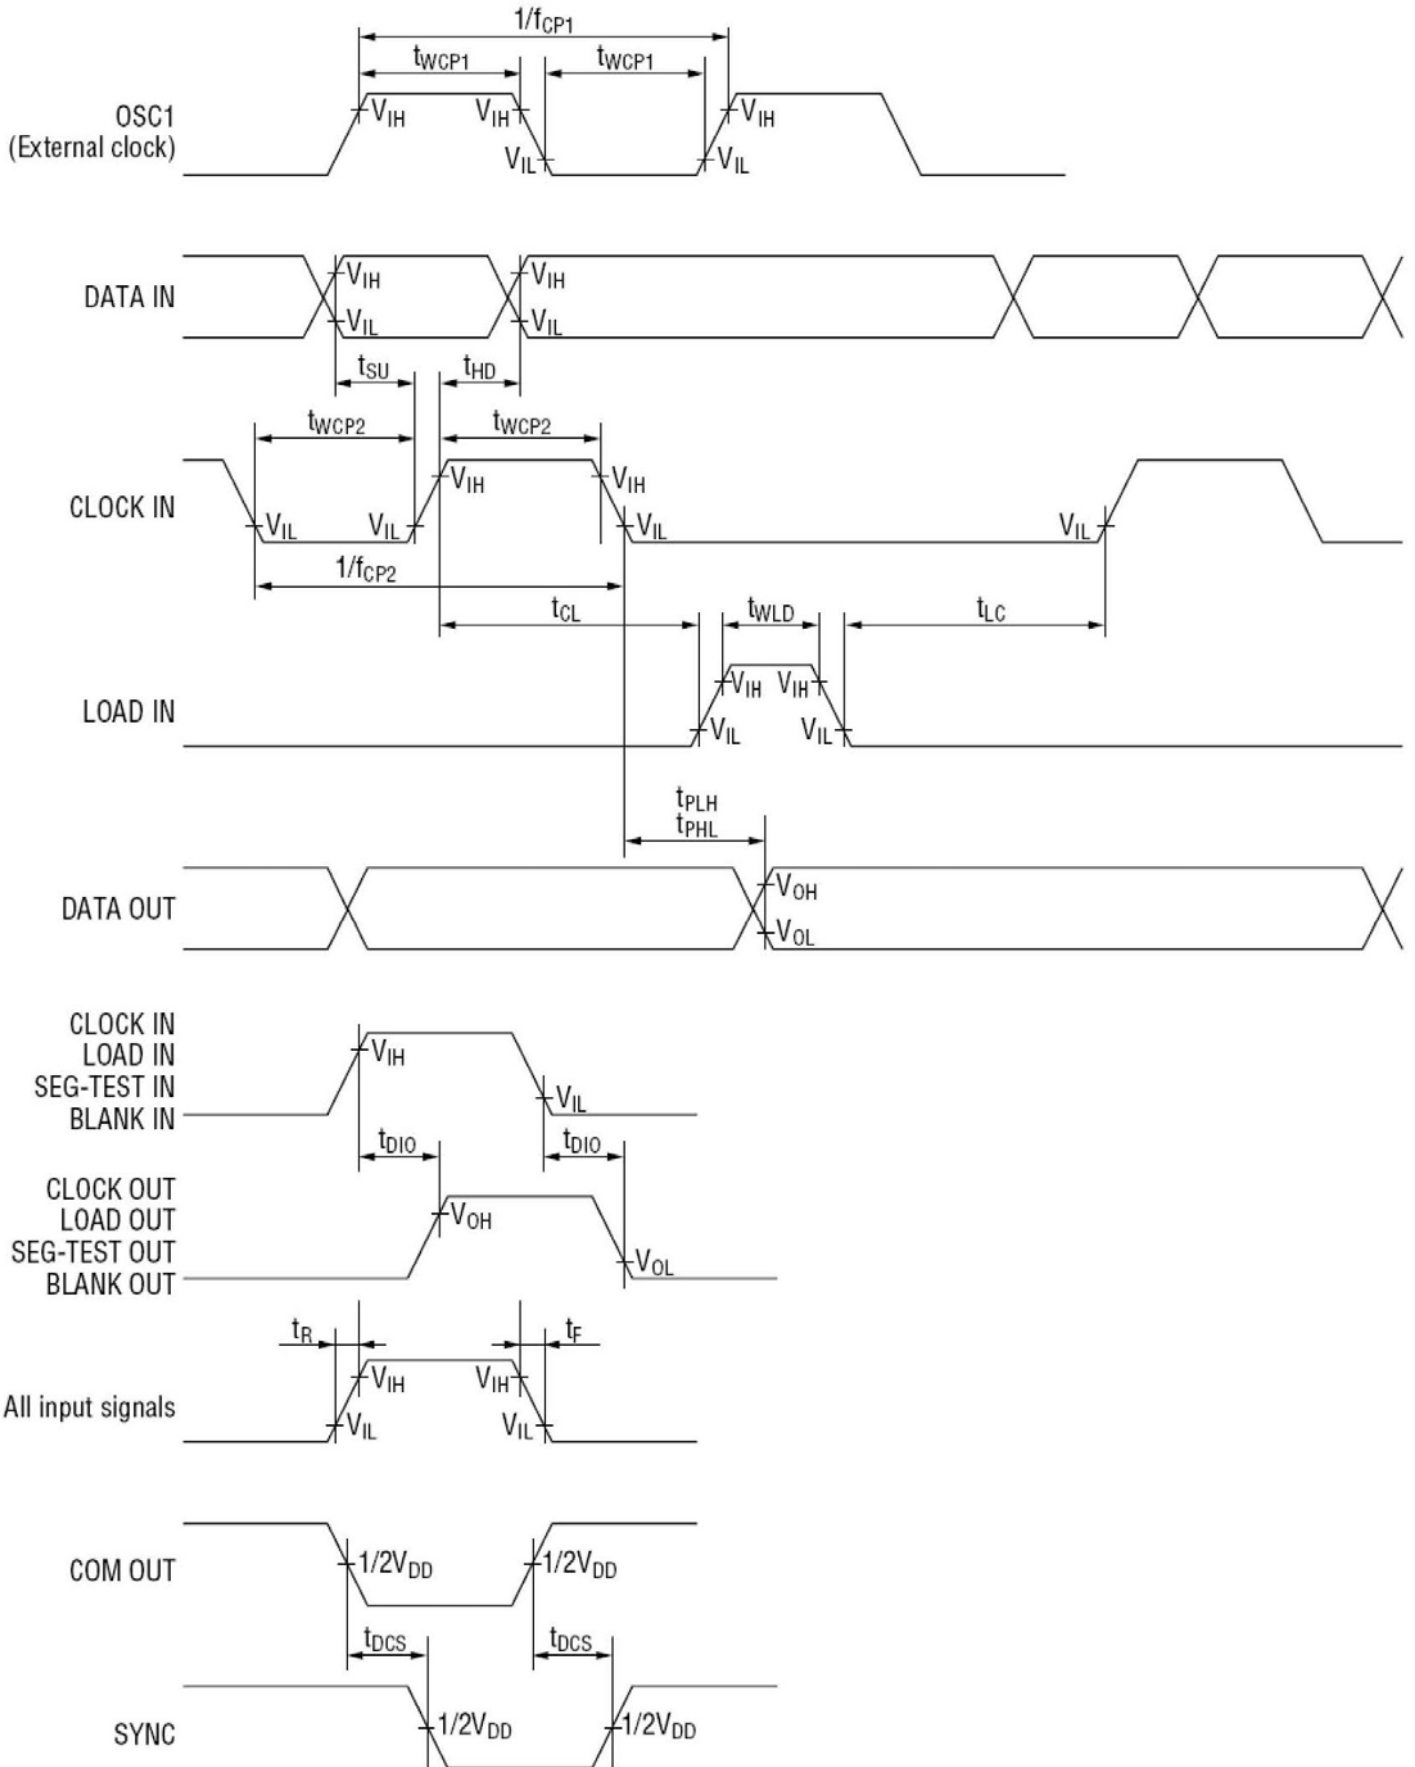 1/fCP1
tWCP1 tWCP1
OSC1
(External clock)
VIH VIH VIH
VIL VIL
DATA IN
VIH VIH
VIL VIL
tSU tHD
tWCP2 tWCP2
CLOCK IN
VIH VIH
VIL VIL VIL VIL
1/fCP2
tCL tWLD tLC
LOAD IN
VIH VIH
VIL VIL
tPLH
tPHL
DATA OUT
VOH
VOL
CLOCK IN
LOAD IN
SEG-TEST IN
BLANK IN
VIH
VIL
tDIO tDIO
CLOCK OUT
LOAD OUT
SEG-TEST OUT
BLANK OUT
VOH
VOL
tR tF
All input signals
VIH VIH
VIL VIL
COM OUT
1/2VDD 1/2VDD
tDCS tDCS
SYNC
1/2VDD 1/2VDD